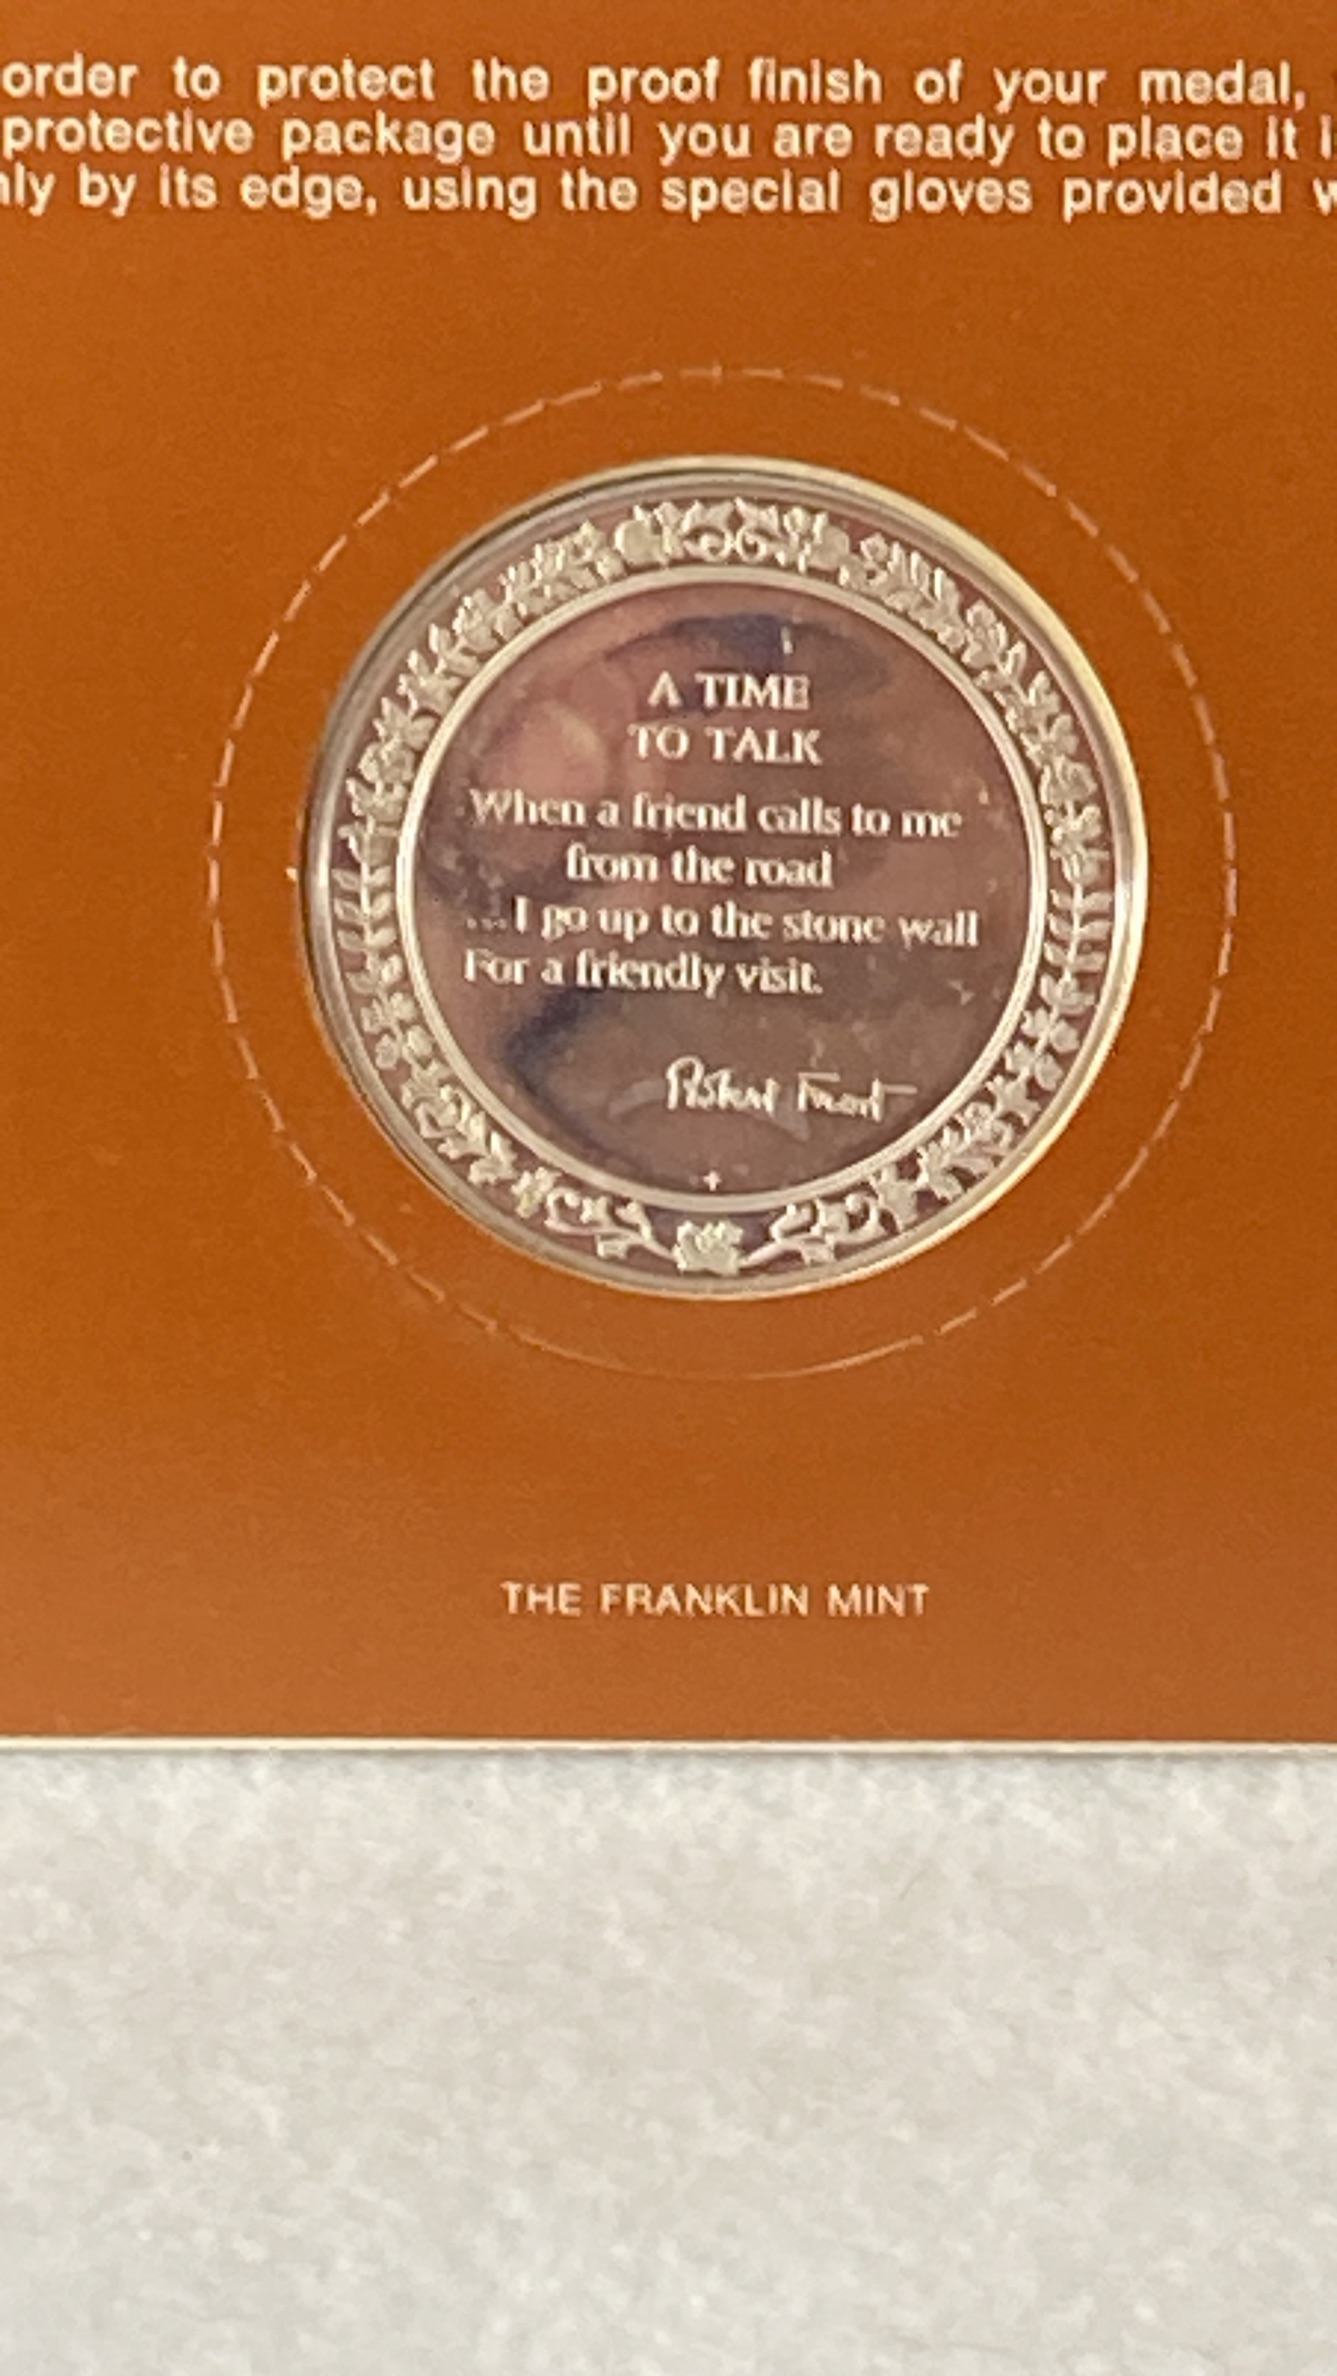 order to protect the proof finish of your medal,
protective package until you are ready to place it
by its edge, using the special gloves provided
A TIME
TO TALK
When a friend calls to me
from the road
...I go up to the stone wall
For a friendly visit.
Robert Frost
THE FRANKLIN MINT